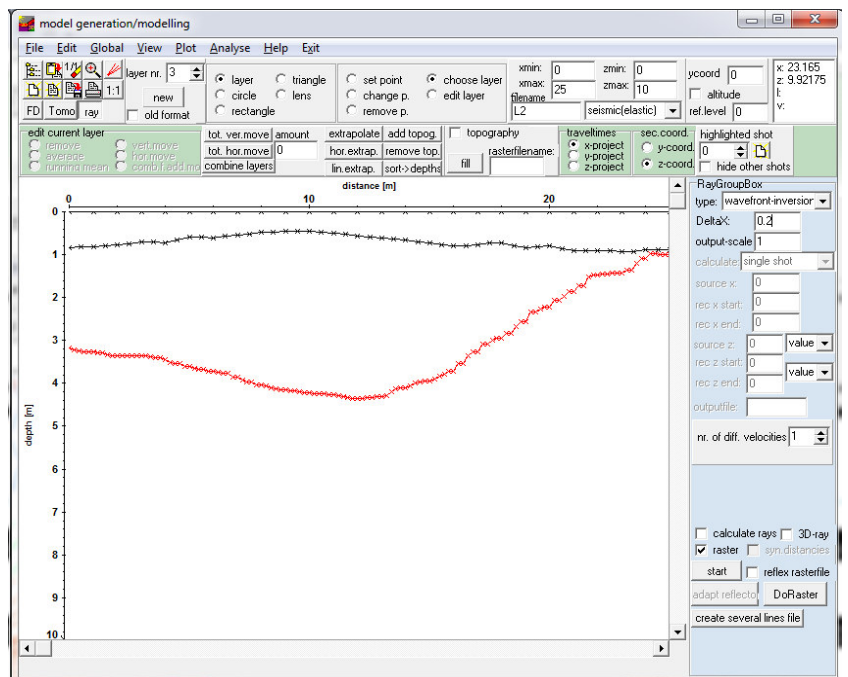 model generation/modelling
File Edit Global View Plot Analyse Help Exit
layer nr. 3
new
old format
1:1
FD Tomo ray
layer triangle
circle lens
rectangle
set point choose layer
change p. edit layer
remove p.
xmin: 0 zmin: 0
xmax: 25 zmax: 10
filename
L2 seismic(elastic)
ycoord 0
altitude
ref.level 0
x: 23.165
z: 9.92175
l:
v:
edit current layer
remove vert.move
average hor.move
running mean combil.add.mo
tot. ver.move amount
tot. hor.move 0
combine layers
extrapolate add topog.
hor.extrap. remove top.
lin.extrap. sort->depths
topography
rasterfilename:
fill
traveltimes
x-project
y-project
z-project
sec.coord.
y-coord.
z-coord.
highlighted shot
0
hide other shots
distance [m]
0 10 20
0
1
2
3
4
5
6
7
8
9
10
depth [m]
RayGroupBox
type: wavefront-inversion
DeltaX: 0.2
output-scale 1
calculate: single shot
source x: 0
rec x start: 0
rec x end: 0
source z: 0 value
rec z start: 0
rec z end: 0 value
outputfile:
nr. of diff. velocities 1
calculate rays 3D-ray
raster syn.distancies
start reflex rasterfile
adapt reflecto DoRaster
create several lines file